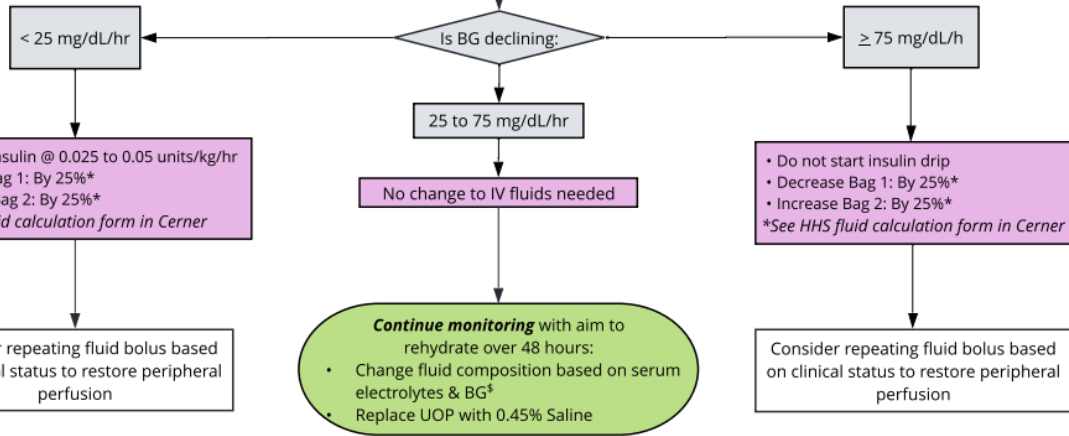 < 25 mg/dL/hr
Is BG declining:
≥ 75 mg/dL/h
25 to 75 mg/dL/hr
insulin @ 0.025 to 0.05 units/kg/hr
Bag 1: By 25%*
Bag 2: By 25%*
calculation form in Cerner
No change to IV fluids needed
• Do not start insulin drip
• Decrease Bag 1: By 25%*
• Increase Bag 2: By 25%*
*See HHS fluid calculation form in Cerner
repeating fluid bolus based
status to restore peripheral
perfusion
Continue monitoring with aim to
rehydrate over 48 hours:
• Change fluid composition based on serum
electrolytes & BG$
• Replace UOP with 0.45% Saline
Consider repeating fluid bolus based
on clinical status to restore peripheral
perfusion